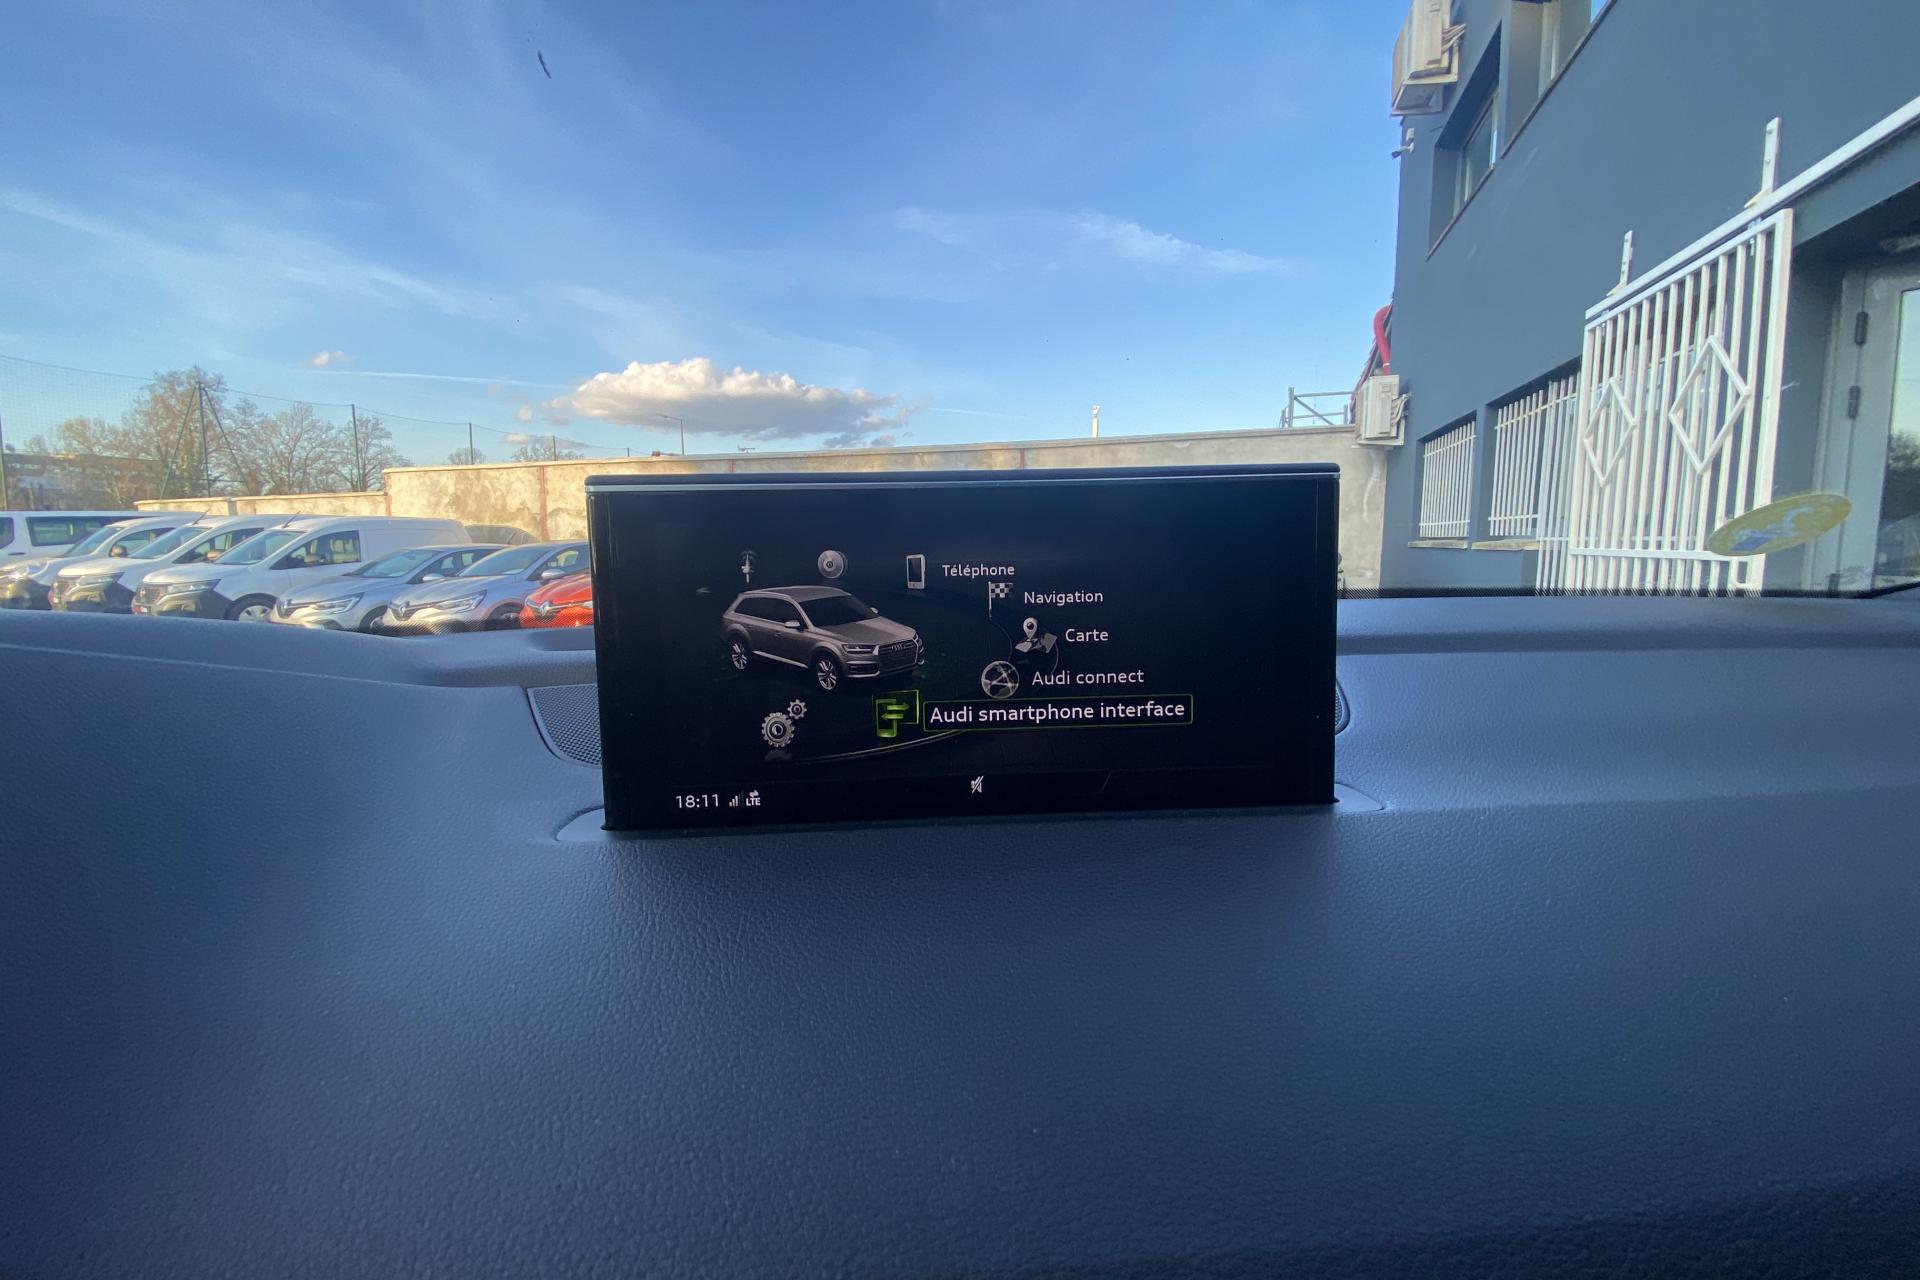 Téléphone
Navigation
Carte
Audi connect
Audi smartphone interface
18:11 LTE